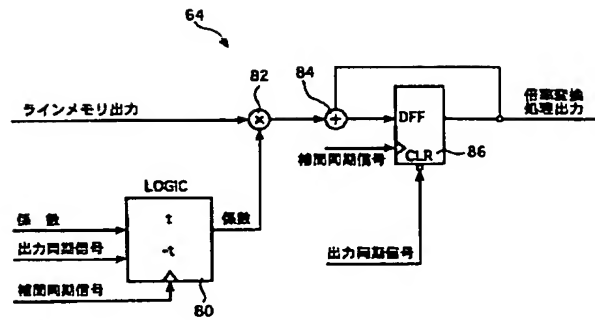 64
82
84
ラインメモリ出力
×
+
DFF
倍率変換
処理出力
補間同期信号
CLR
86
LOGIC
係 数
t
係数
出力同期信号
-t
出力同期信号
補間同期信号
80